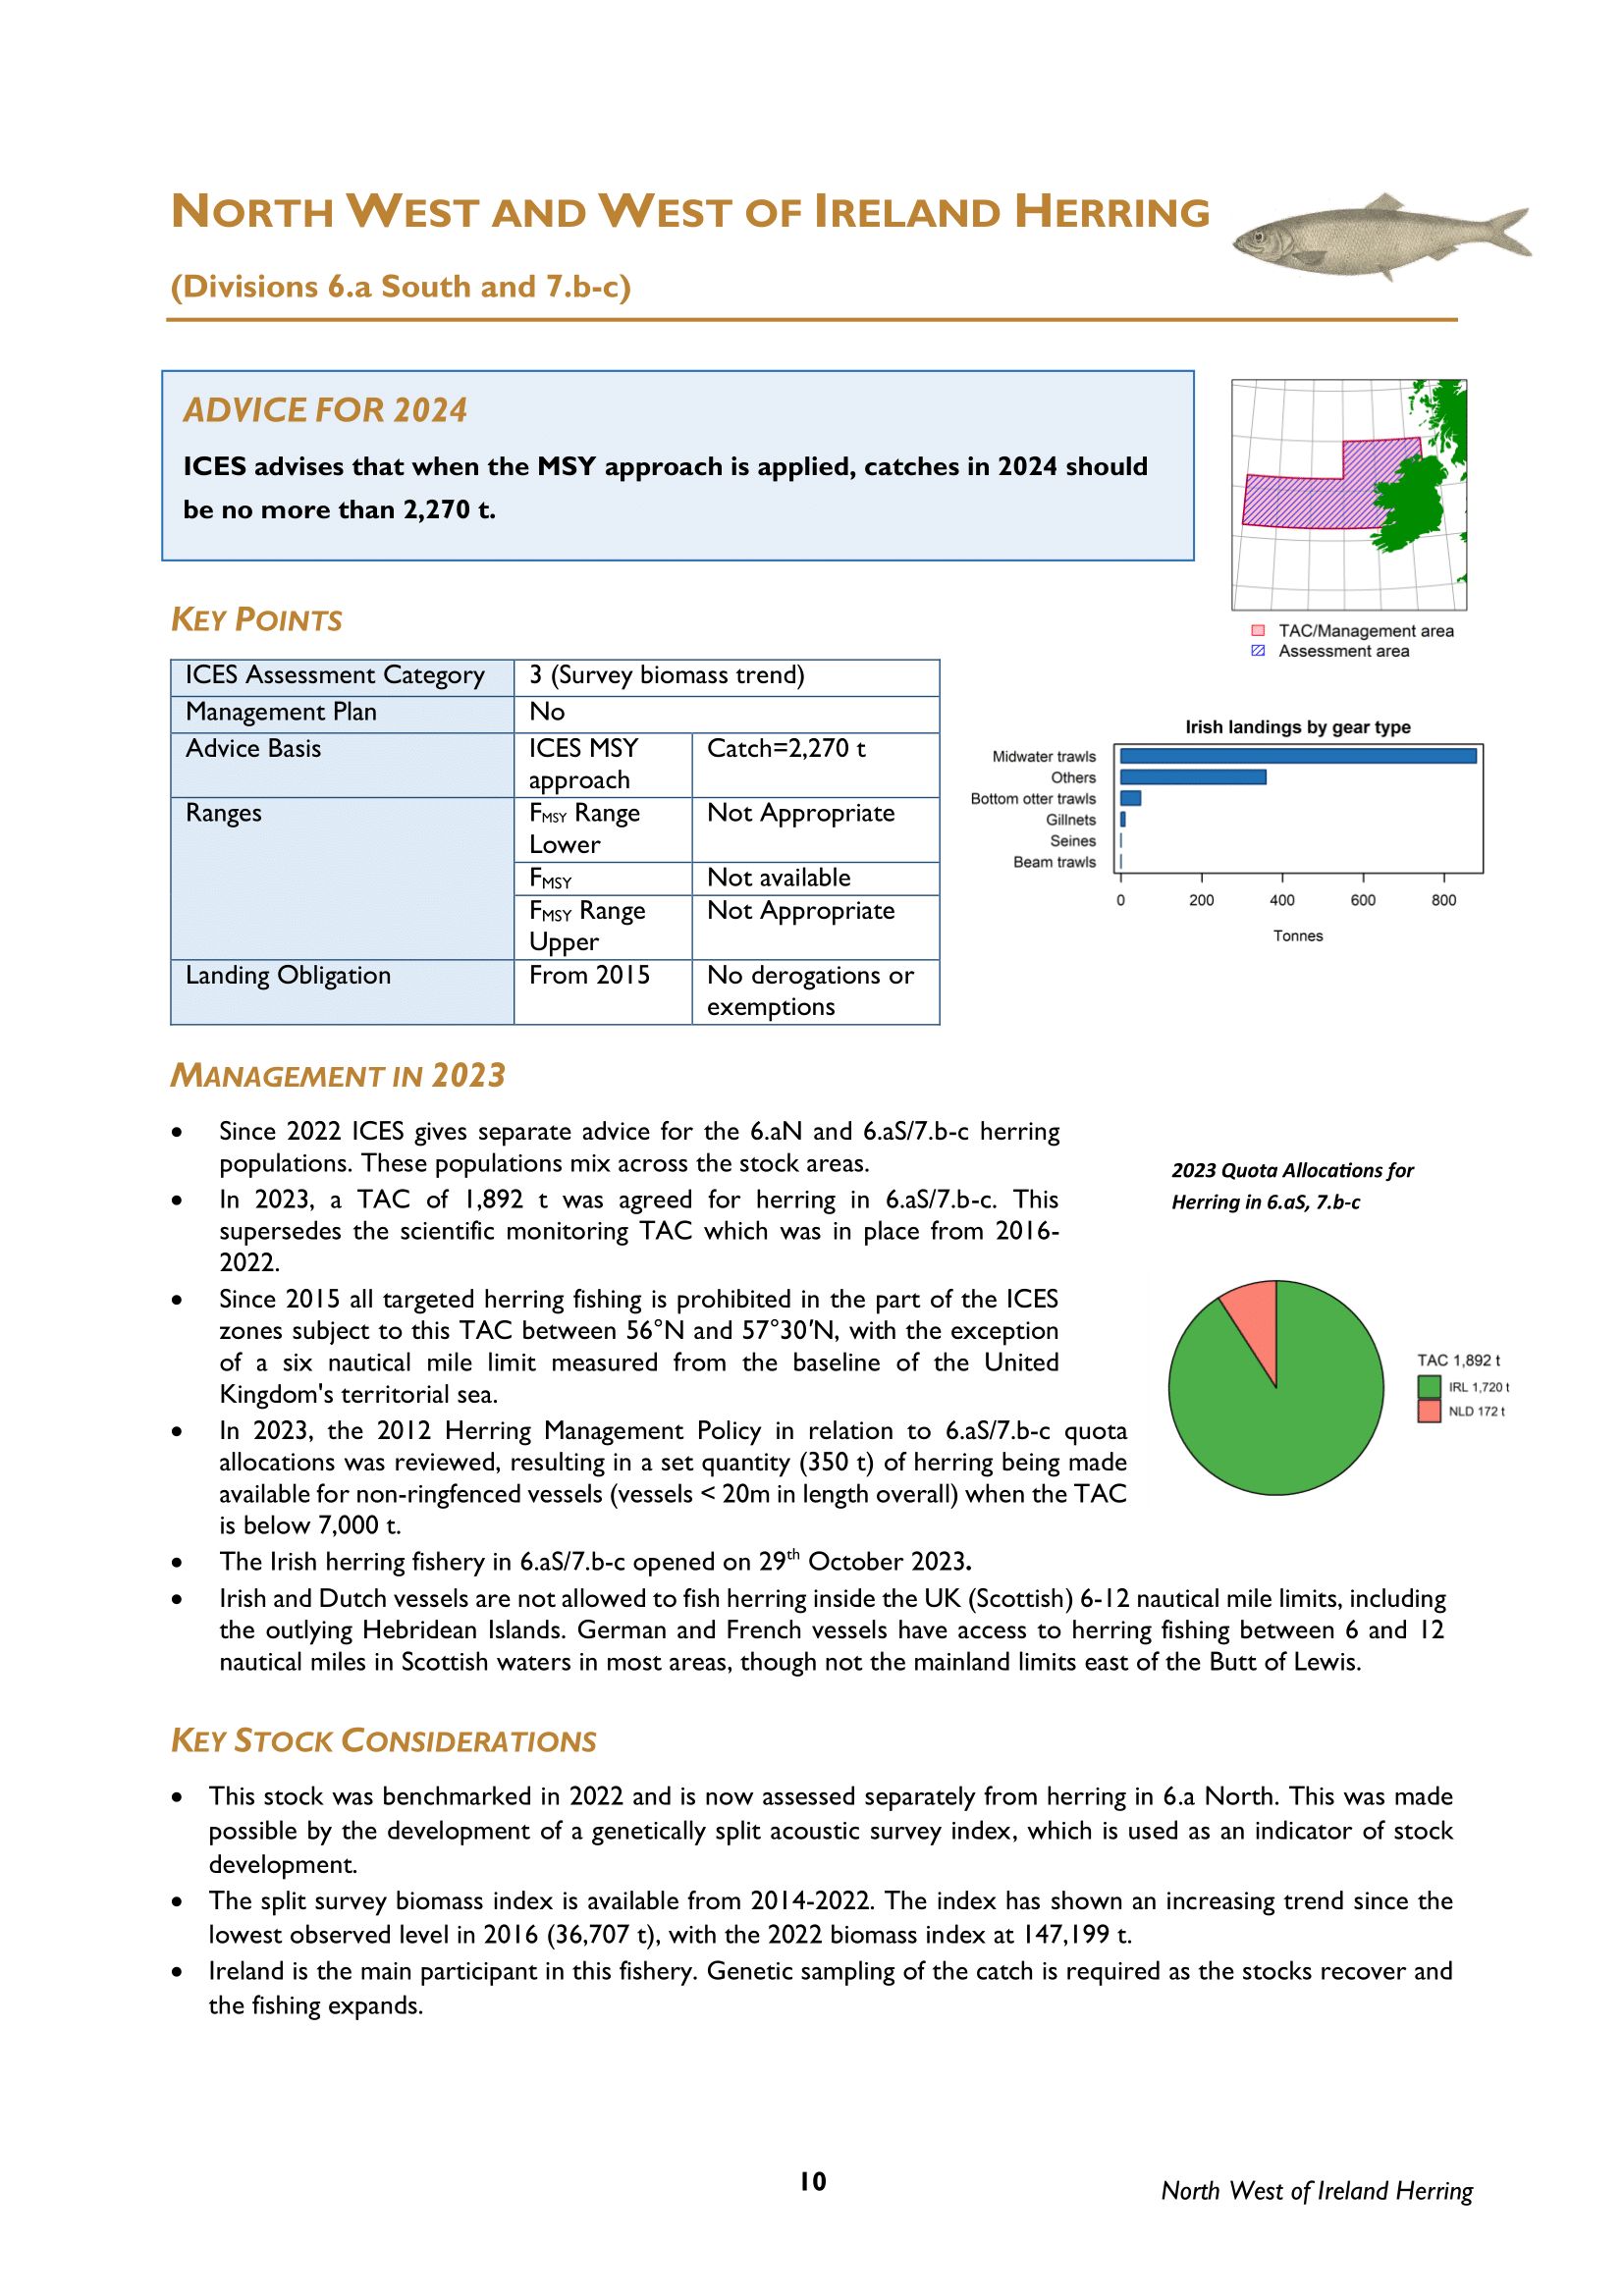 NORTH WEST AND WEST OF IRELAND HERRING
(Divisions 6.a South and 7.b-c)
ADVICE FOR 2024
ICES advises that when the MSY approach is applied, catches in 2024 should
be no more than 2,270 t.
TAC/Management area
Assessment area
KEY POINTS
ICES Assessment Category 3 (Survey biomass trend)
Management Plan No
Advice Basis ICES MSY approach Catch=2,270 t
Ranges FMSY Range Lower Not Appropriate
FMSY Not available
FMSY Range Upper Not Appropriate
Landing Obligation From 2015 No derogations or exemptions
Irish landings by gear type
Midwater trawls
Others
Bottom otter trawls
Gillnets
Seines
Beam trawls
0 200 400 600 800
Tonnes
MANAGEMENT IN 2023
• Since 2022 ICES gives separate advice for the 6.aN and 6.aS/7.b-c herring
populations. These populations mix across the stock areas.
• In 2023, a TAC of 1,892 t was agreed for herring in 6.aS/7.b-c. This
supersedes the scientific monitoring TAC which was in place from 2016-
2022.
• Since 2015 all targeted herring fishing is prohibited in the part of the ICES
zones subject to this TAC between 56°N and 57°30′N, with the exception
of a six nautical mile limit measured from the baseline of the United
Kingdom's territorial sea.
• In 2023, the 2012 Herring Management Policy in relation to 6.aS/7.b-c quota
allocations was reviewed, resulting in a set quantity (350 t) of herring being made
available for non-ringfenced vessels (vessels < 20m in length overall) when the TAC
is below 7,000 t.
• The Irish herring fishery in 6.aS/7.b-c opened on 29th October 2023.
• Irish and Dutch vessels are not allowed to fish herring inside the UK (Scottish) 6-12 nautical mile limits, including
the outlying Hebridean Islands. German and French vessels have access to herring fishing between 6 and 12
nautical miles in Scottish waters in most areas, though not the mainland limits east of the Butt of Lewis.
2023 Quota Allocations for
Herring in 6.aS, 7.b-c
TAC 1,892 t
IRL 1,720 t
NLD 172 t
KEY STOCK CONSIDERATIONS
• This stock was benchmarked in 2022 and is now assessed separately from herring in 6.a North. This was made
possible by the development of a genetically split acoustic survey index, which is used as an indicator of stock
development.
• The split survey biomass index is available from 2014-2022. The index has shown an increasing trend since the
lowest observed level in 2016 (36,707 t), with the 2022 biomass index at 147,199 t.
• Ireland is the main participant in this fishery. Genetic sampling of the catch is required as the stocks recover and
the fishing expands.
10
North West of Ireland Herring